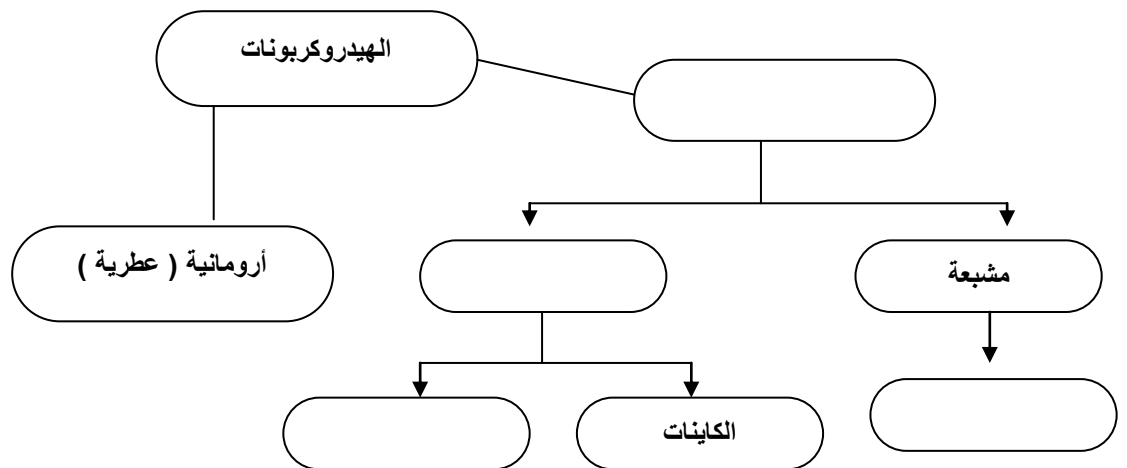 الهيدروكربونات
أرومانية ( عطرية )
مشبعة
الكاينات